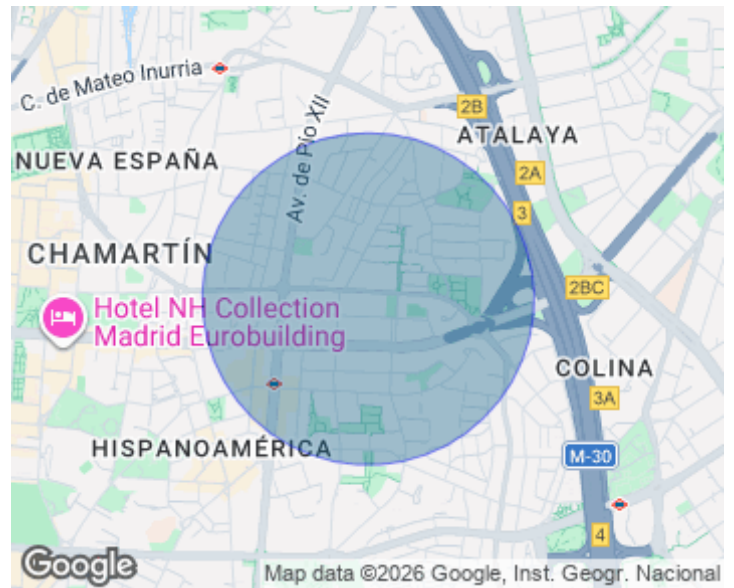 C. de Mateo Inurria
Av. de Pío XII
2B
ATALAYA
NUEVA ESPAÑA
2A
3
CHAMARTÍN
2BC
Hotel NH Collection
Madrid Eurobuilding
COLINA
3A
HISPANOAMÉRICA
M-30
4
Google
Map data ©2026 Google, Inst. Geogr. Nacional